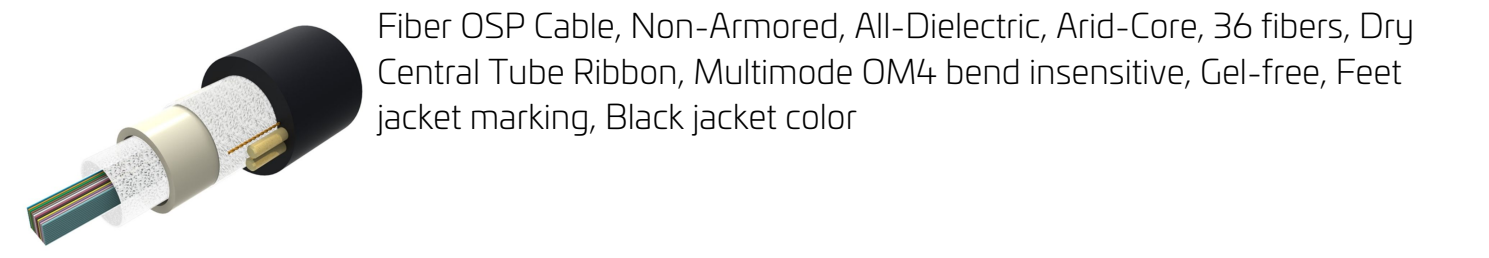 Fiber OSP Cable, Non-Armored, All-Dielectric, Arid-Core, 36 fibers, Dry
Central Tube Ribbon, Multimode OM4 bend insensitive, Gel-free, Feet
jacket marking, Black jacket color